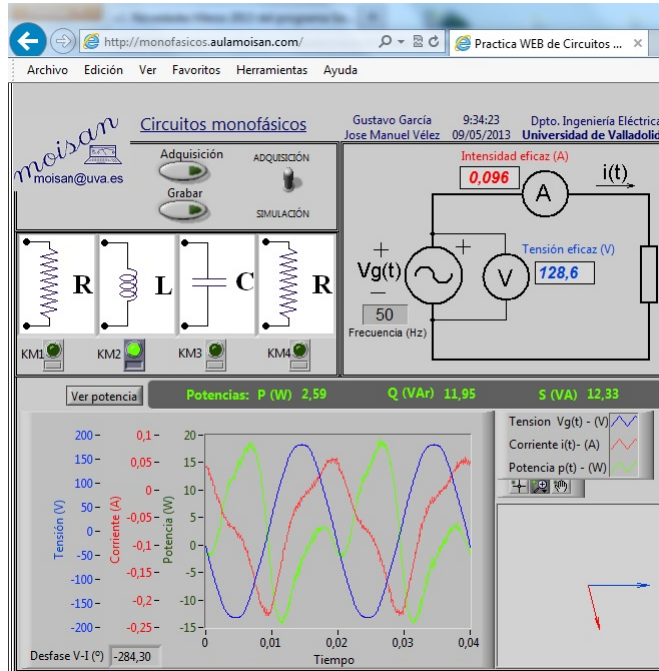 http://monofasicos.aulamoisan.com/
Practica WEB de Circuitos ...
Archivo Edición Ver Favoritos Herramientas Ayuda
moisan
moisan@uva.es
Circuitos monofásicos
Gustavo García
Jose Manuel Vélez
9:34:23
09/05/2013
Dpto. Ingeniería Eléctrica
Universidad de Valladolid
Adquisición
Grabar
ADQUISICIÓN
SIMULACIÓN
Intensidad eficaz (A)
0,096
A
i(t)
+
+
Vg(t)
V
Tensión eficaz (V)
128,6
50
Frecuencia (Hz)
R
L
C
R
KM1
KM2
KM3
KM4
Ver potencia
Potencias: P (W) 2,59 Q (VAr) 11,95 S (VA) 12,33
Tension Vg(t) - (V)
Corriente i(t)- (A)
Potencia p(t) - (W)
Tensión (V)
200
150
100
50
0
-50
-100
-150
-200
Corriente (A)
0,1
0,05
0
-0,05
-0,1
-0,15
-0,2
-0,25
Potencia (W)
20
15
10
5
0
-5
-10
-15
0 0,01 0,02 0,03 0,04
Tiempo
Desfase V-I (º) -284,30